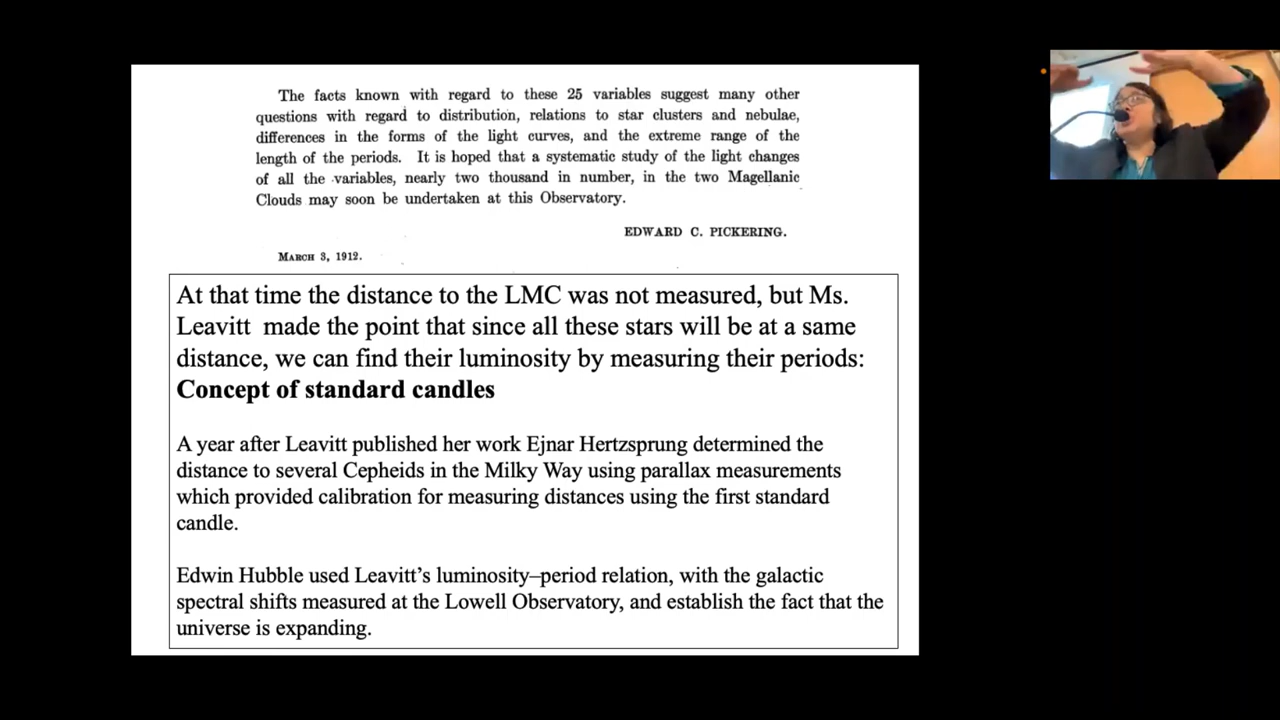 The facts known with regard to these 25 variables suggest many other
questions with regard to distribution, relations to star clusters and nebulae,
differences in the forms of the light curves, and the extreme range of the
length of the periods. It is hoped that a systematic study of the light changes
of all the variables, nearly two thousand in number, in the two Magellanic
Clouds may soon be undertaken at this Observatory.
EDWARD C. PICKERING.
MARCH 3, 1912.
At that time the distance to the LMC was not measured, but Ms.
Leavitt made the point that since all these stars will be at a same
distance, we can find their luminosity by measuring their periods:
Concept of standard candles
A year after Leavitt published her work Ejnar Hertzsprung determined the
distance to several Cepheids in the Milky Way using parallax measurements
which provided calibration for measuring distances using the first standard
candle.
Edwin Hubble used Leavitt’s luminosity–period relation, with the galactic
spectral shifts measured at the Lowell Observatory, and establish the fact that the
universe is expanding.